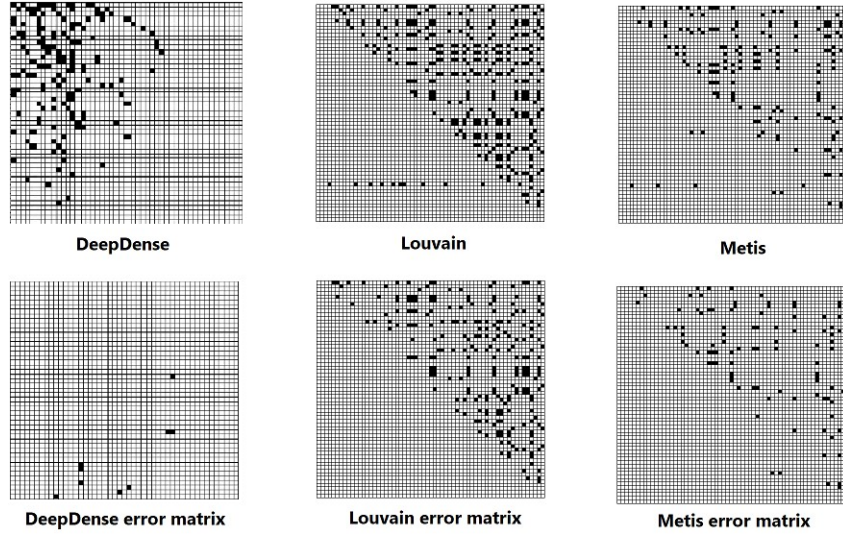 DeepDense
Louvain
Metis
DeepDense error matrix
Louvain error matrix
Metis error matrix